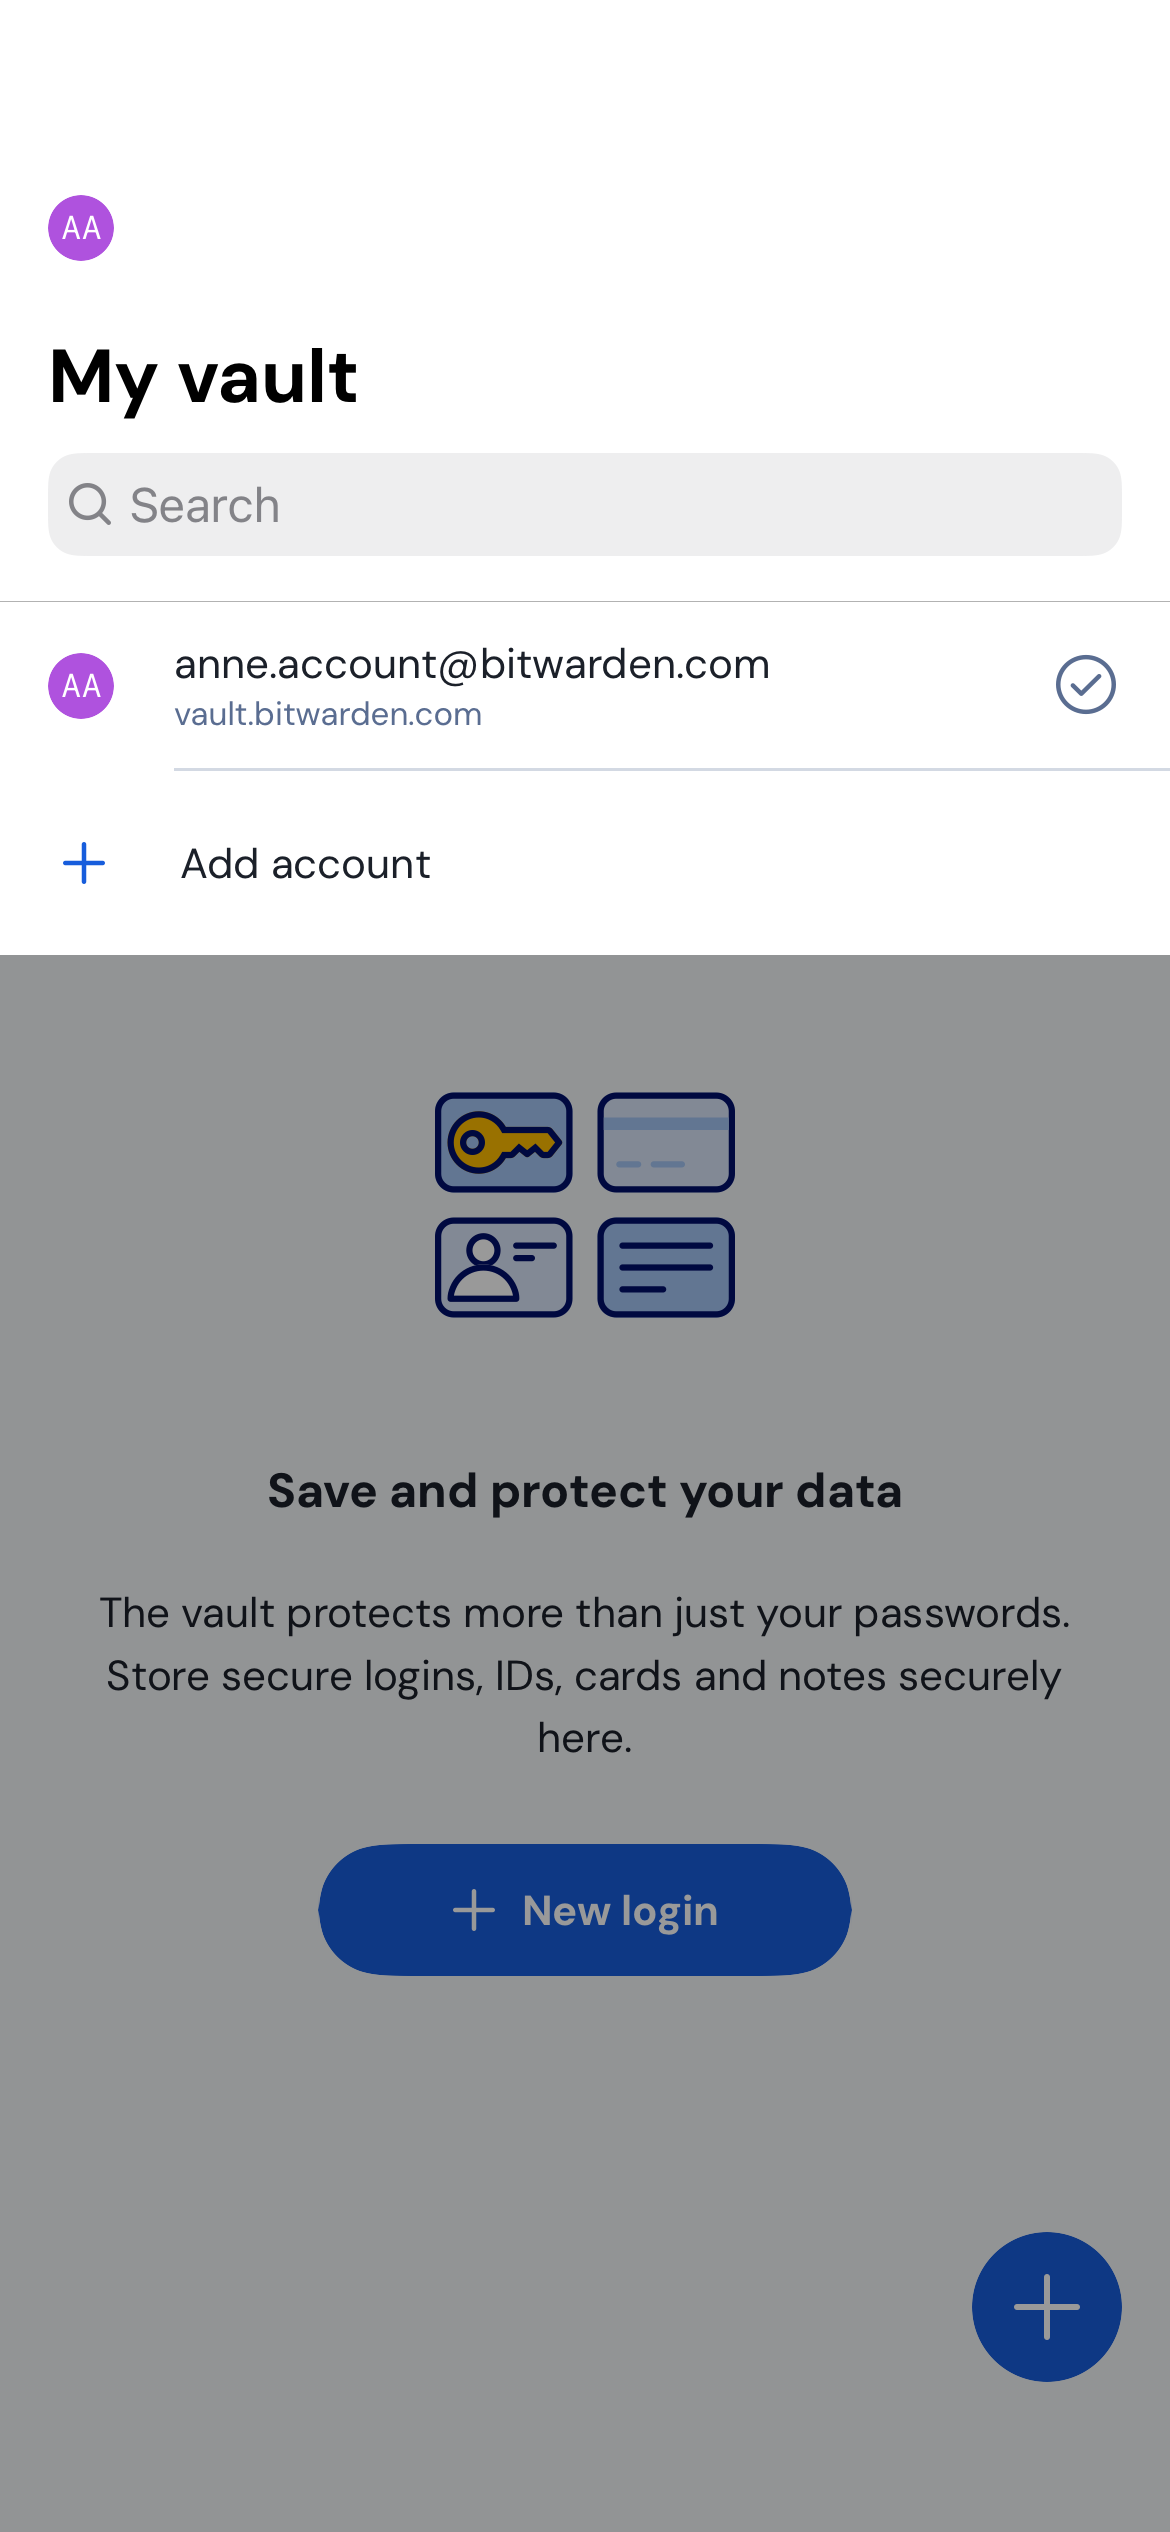 AA
My vault
Search
AA
anne.account@bitwarden.com
vault.bitwarden.com
Add account
Save and protect your data
The vault protects more than just your passwords.
Store secure logins, IDs, cards and notes securely
here.
New login